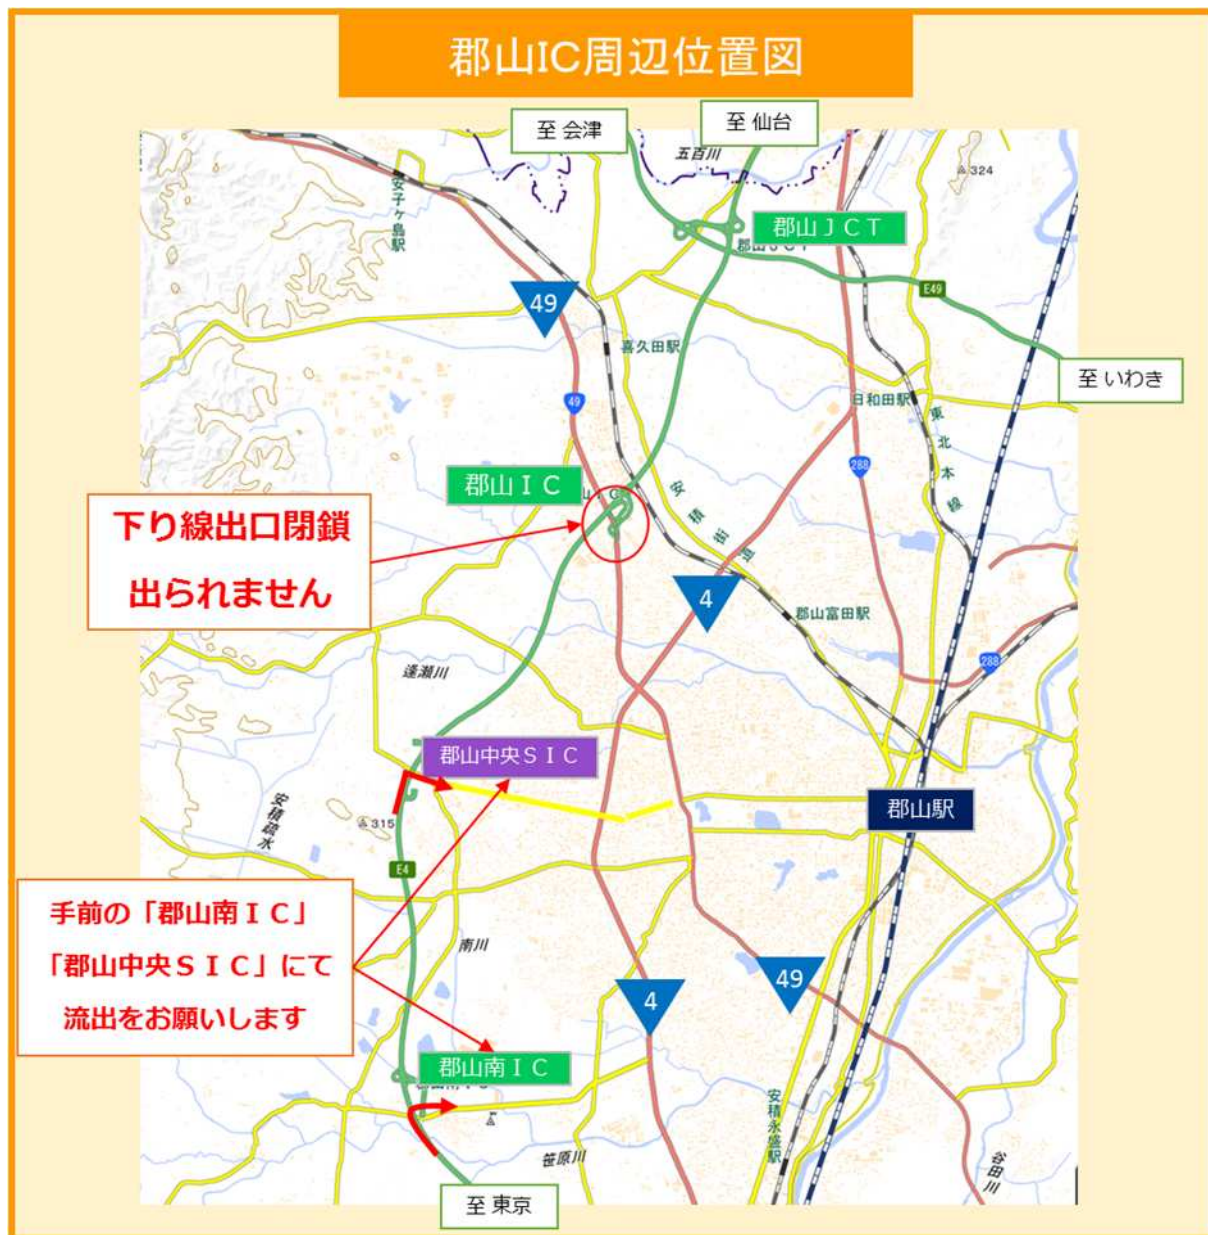 郡山IC周辺位置図
至 会津
至 仙台
五百川
324
安子ケ島駅
郡山ＪＣＴ
49
E49
喜久田駅
至 いわき
49
日和田駅
東北本線
288
郡山ＩＣ
安積街道
下り線出口閉鎖
出られません
4
郡山富田駅
288
逢瀬川
郡山中央ＳＩＣ
安積疏水
315
郡山駅
E4
手前の「郡山南ＩＣ」
「郡山中央ＳＩＣ」にて
流出をお願いします
南川
49
4
郡山南ＩＣ
安積永盛駅
笹原川
谷田川
至 東京